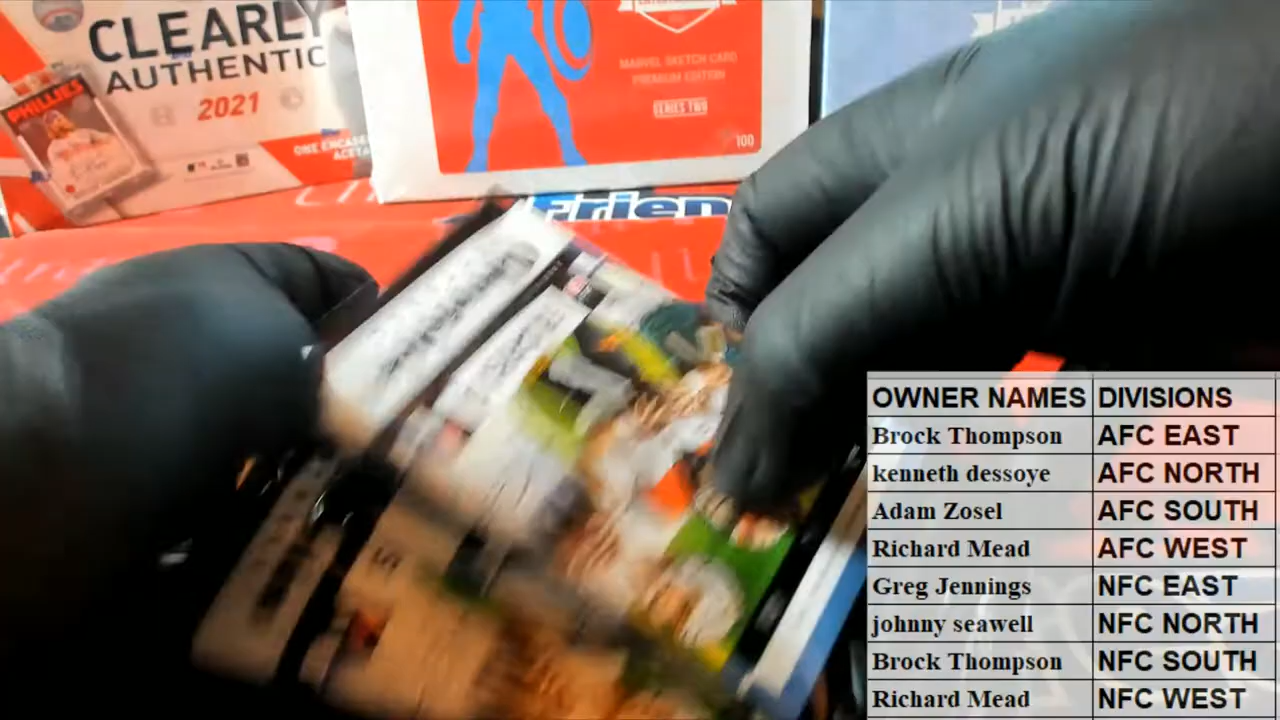 CLEARLY
AUTHENTIC
2021
PHILLIES
ONE ENCASED
ACETA
MARVEL SKETCH CARD
PREMIUM EDITION
SERIES TWO
100
Frien
OWNER NAMES DIVISIONS
Brock Thompson AFC EAST
kenneth dessoye AFC NORTH
Adam Zosel AFC SOUTH
Richard Mead AFC WEST
Greg Jennings NFC EAST
johnny seawell NFC NORTH
Brock Thompson NFC SOUTH
Richard Mead NFC WEST